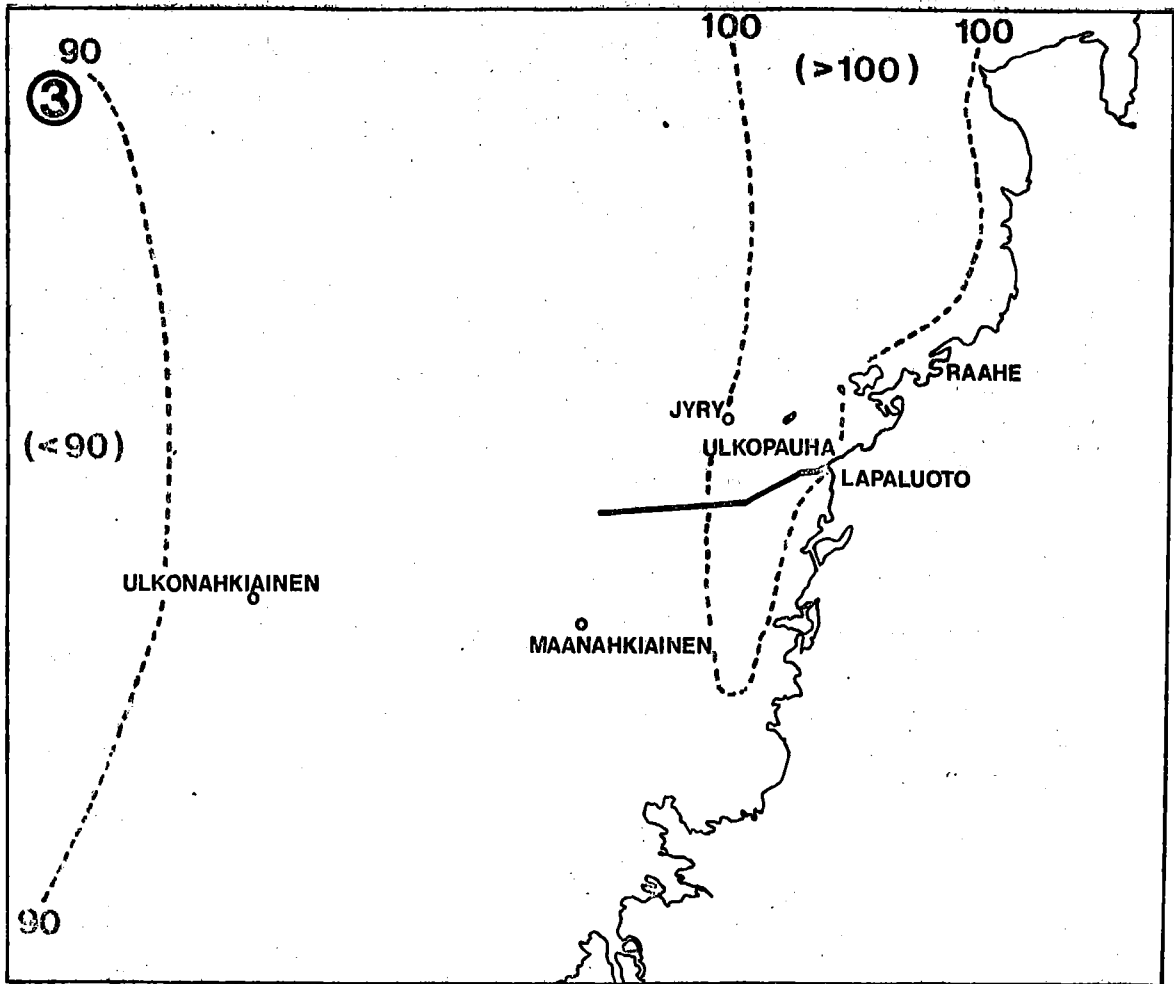 90
100
100
(>100)
3
(<90)
RAAHE
JYRY
ULKOPAUHA
LAPALUOTO
ULKONAHKIAINEN
MAANAHKIAINEN
90